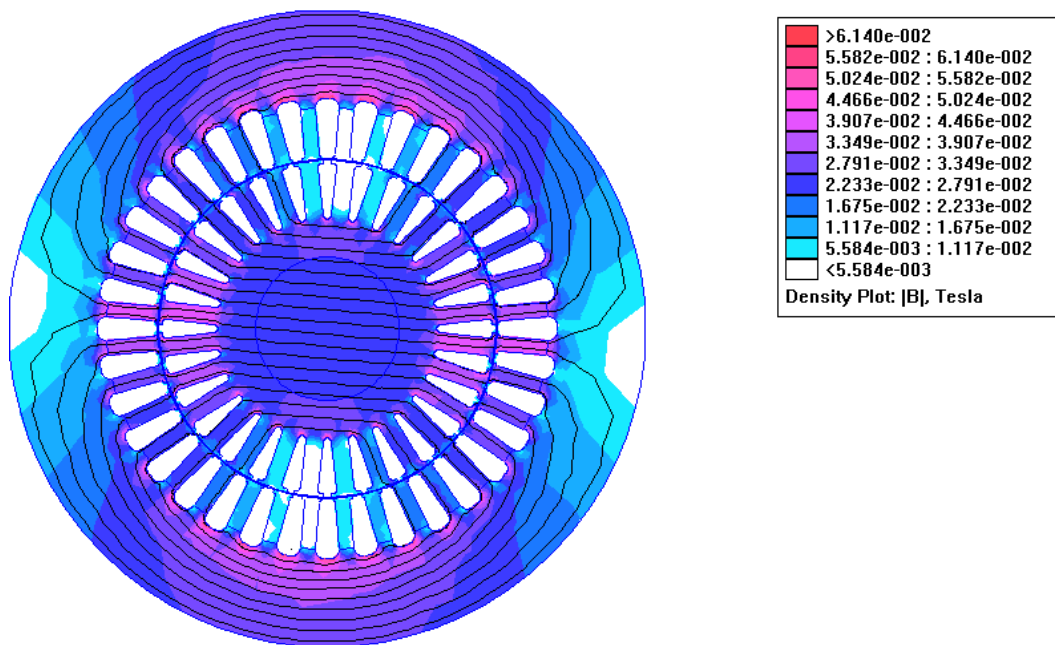 >6.140e-002
5.582e-002 : 6.140e-002
5.024e-002 : 5.582e-002
4.466e-002 : 5.024e-002
3.907e-002 : 4.466e-002
3.349e-002 : 3.907e-002
2.791e-002 : 3.349e-002
2.233e-002 : 2.791e-002
1.675e-002 : 2.233e-002
1.117e-002 : 1.675e-002
5.584e-003 : 1.117e-002
<5.584e-003
Density Plot: |B|, Tesla